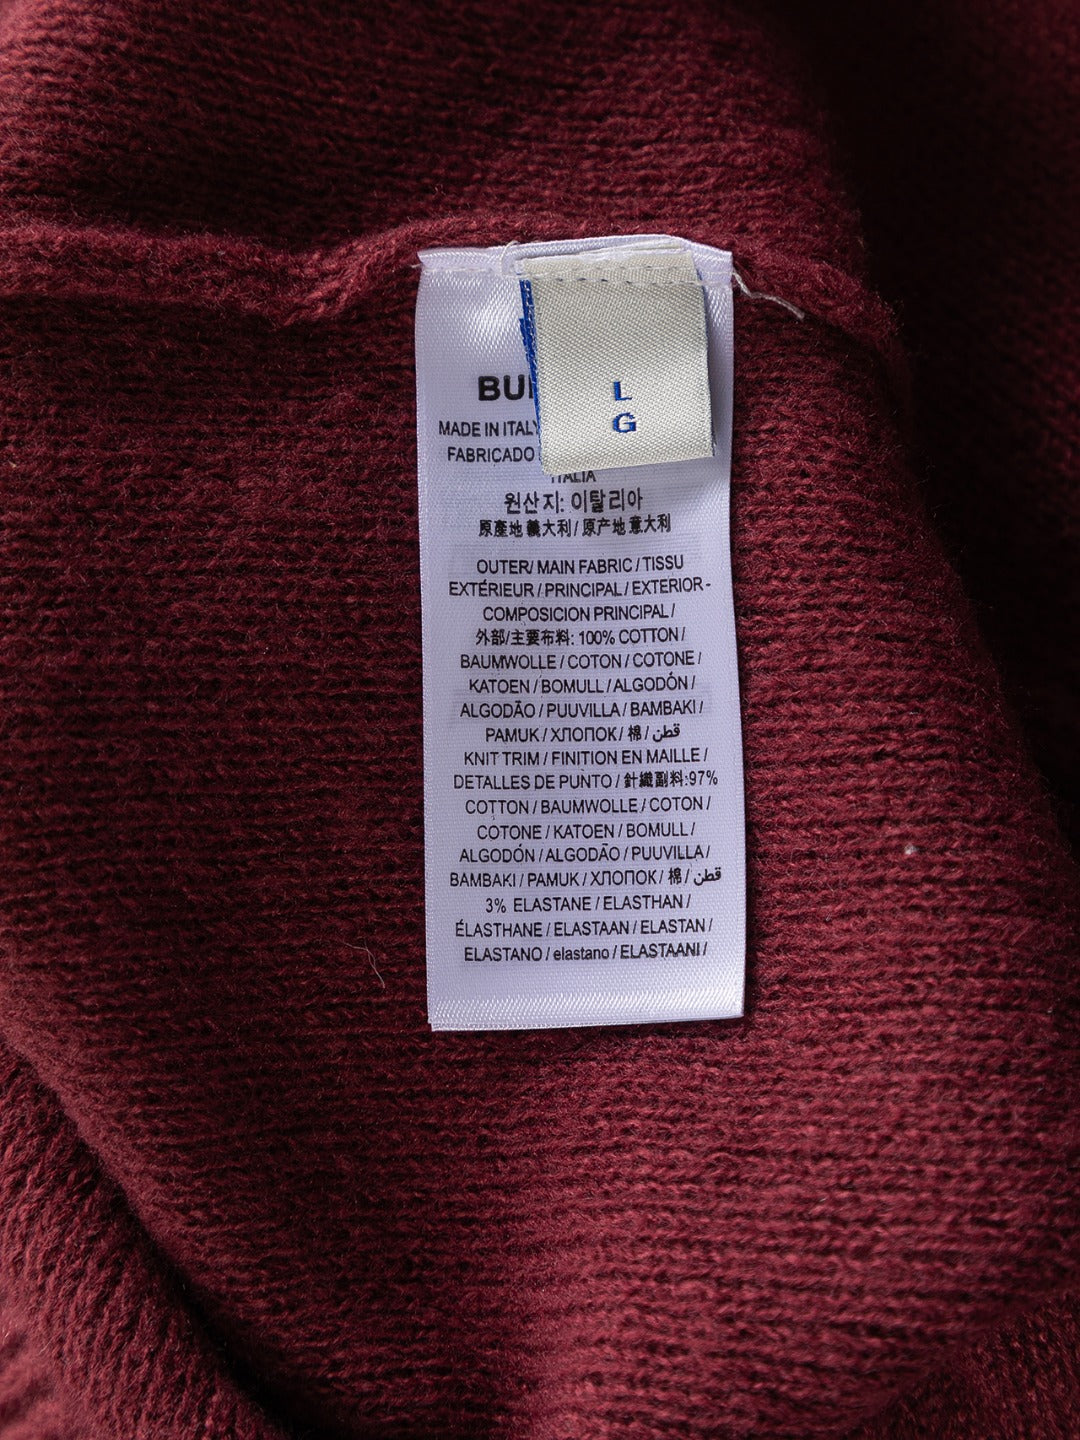 L
G
BU
MADE IN ITALY
FABRICADO
ITALIA
원산지: 이탈리아
原產地 義大利 / 原产地 意大利
OUTER/ MAIN FABRIC / TISSU
EXTÉRIEUR / PRINCIPAL / EXTERIOR -
COMPOSICION PRINCIPAL /
外部/主要布料: 100% COTTON /
BAUMWOLLE / COTON / COTONE /
KATOEN / BOMULL / ALGODÓN /
ALGODÃO / PUUVILLA / BAMBAKI /
PAMUK / ХЛОПОК / 棉 / قطن /
KNIT TRIM / FINITION EN MAILLE /
DETALLES DE PUNTO / 針織副料:97%
COTTON / BAUMWOLLE / COTON /
COTONE / KATOEN / BOMULL /
ALGODÓN / ALGODÃO / PUUVILLA /
BAMBAKI / PAMUK / ХЛОПОК / 棉 / قطن /
3% ELASTANE / ELASTHAN /
ÉLASTHANE / ELASTAAN / ELASTAN /
ELASTANO / elastano / ELASTAANI /